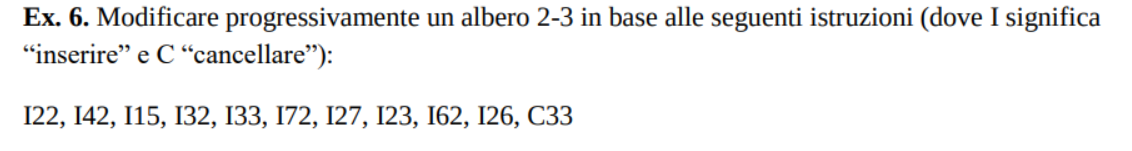 Ex. 6. Modificare progressivamente un albero 2-3 in base alle seguenti istruzioni (dove I significa
“inserire” e C “cancellare”):
I22, I42, I15, I32, I33, I72, I27, I23, I62, I26, C33